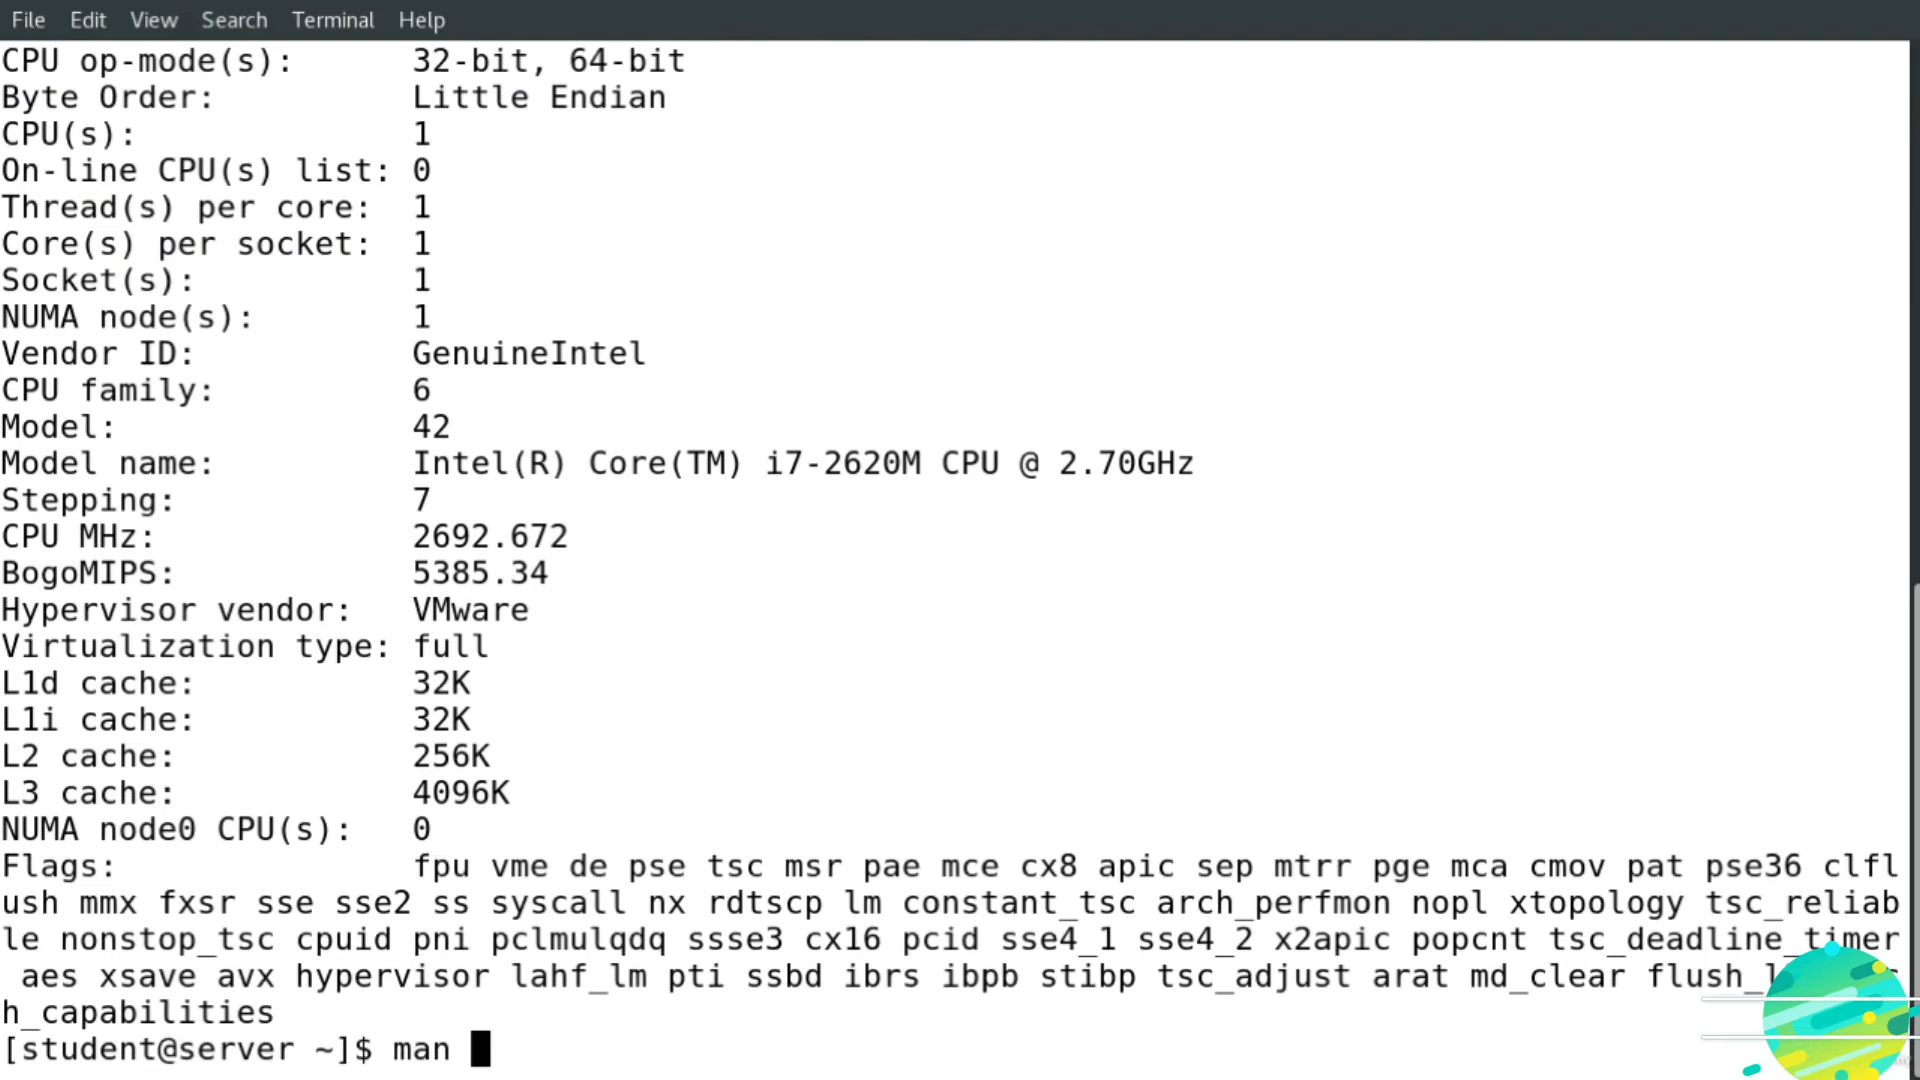 File Edit View Search Terminal Help
CPU op-mode(s): 32-bit, 64-bit
Byte Order: Little Endian
CPU(s): 1
On-line CPU(s) list: 0
Thread(s) per core: 1
Core(s) per socket: 1
Socket(s): 1
NUMA node(s): 1
Vendor ID: GenuineIntel
CPU family: 6
Model: 42
Model name: Intel(R) Core(TM) i7-2620M CPU @ 2.70GHz
Stepping: 7
CPU MHz: 2692.672
BogoMIPS: 5385.34
Hypervisor vendor: VMware
Virtualization type: full
L1d cache: 32K
L1i cache: 32K
L2 cache: 256K
L3 cache: 4096K
NUMA node0 CPU(s): 0
Flags: fpu vme de pse tsc msr pae mce cx8 apic sep mtrr pge mca cmov pat pse36 clfl
ush mmx fxsr sse sse2 ss syscall nx rdtscp lm constant_tsc arch_perfmon nopl xtopology tsc_reliab
le nonstop_tsc cpuid pni pclmulqdq ssse3 cx16 pcid sse4_1 sse4_2 x2apic popcnt tsc_deadline_timer
aes xsave avx hypervisor lahf_lm pti ssbd ibrs ibpb stibp tsc_adjust arat md_clear flush_
h_capabilities
[student@server ~]$ man